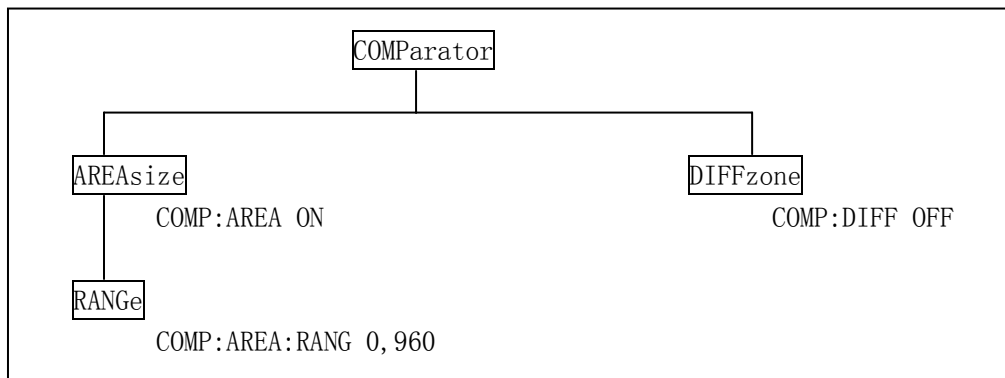 COMParator
AREAsize
DIFFzone
COMP:AREA ON
COMP:DIFF OFF
RANGe
COMP:AREA:RANG 0,960